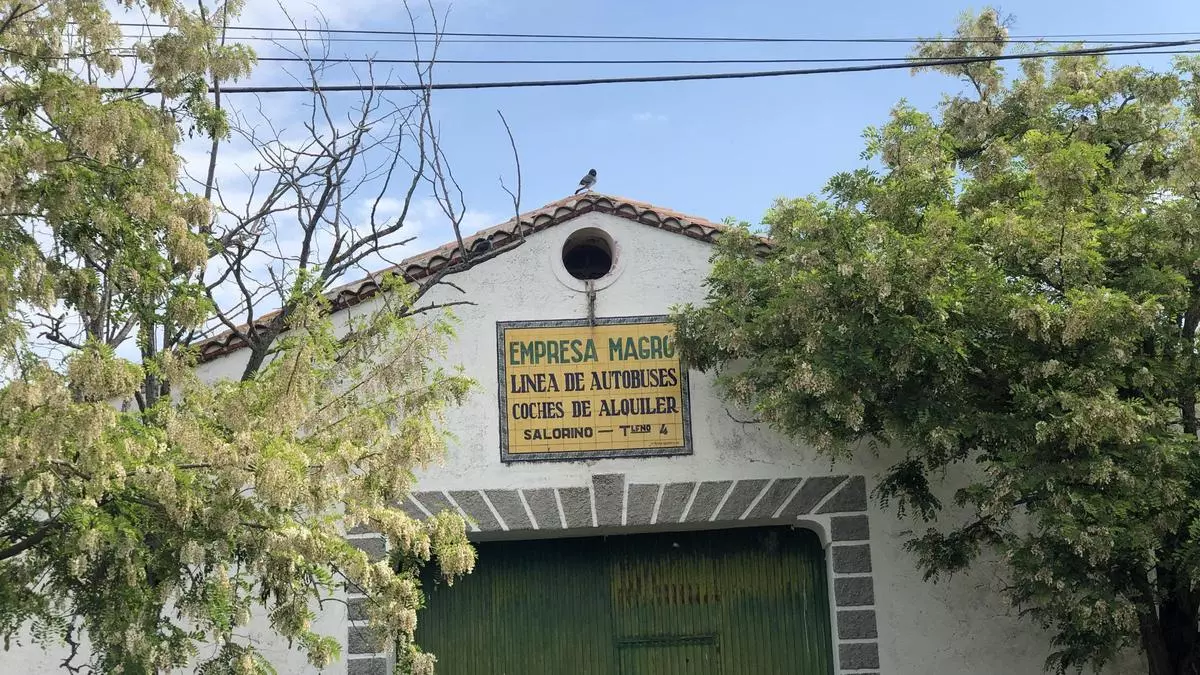 EMPRESA MAGRO
LINEA DE AUTOBUSES
COCHES DE ALQUILER
SALORINO — TLFNO 4